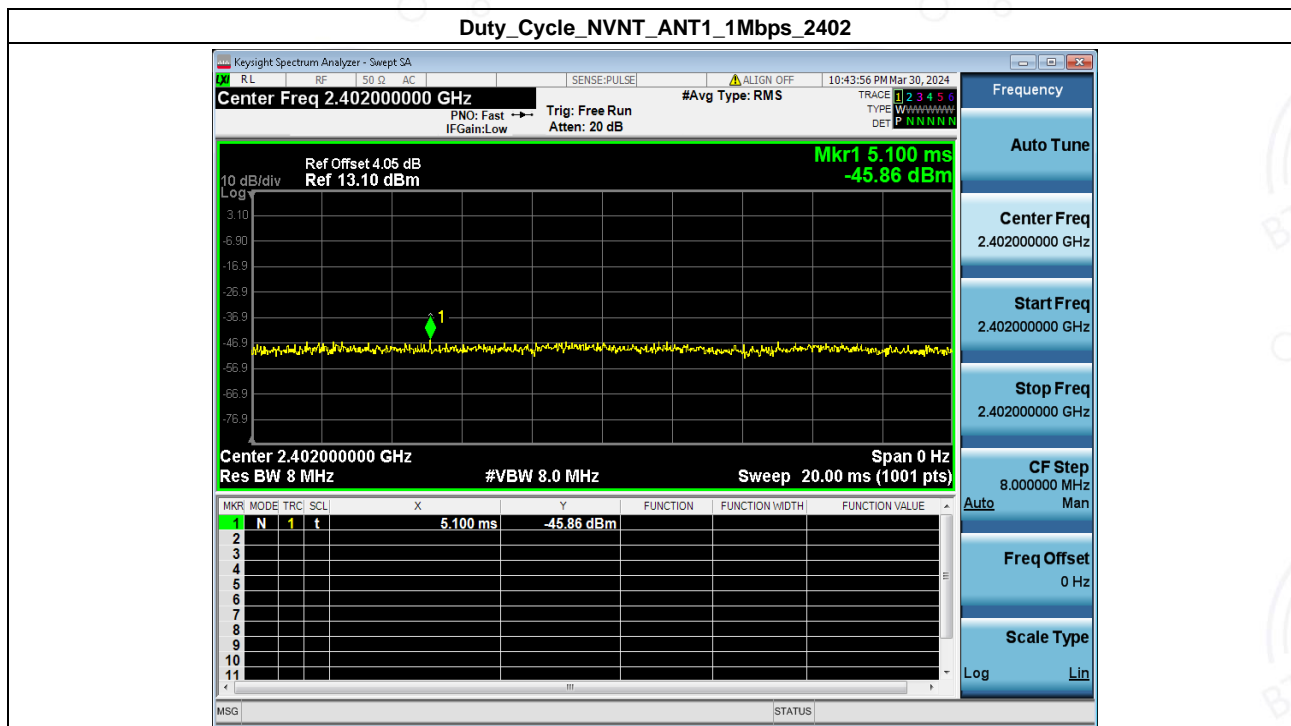 Duty_Cycle_NVNT_ANT1_1Mbps_2402
Keysight Spectrum Analyzer - Swept SA
LXI RL RF 50 Ω AC SENSE:PULSE ALIGN OFF 10:43:56 PM Mar 30, 2024
Center Freq 2.402000000 GHz
PNO: Fast
IFGain:Low
Trig: Free Run
Atten: 20 dB
#Avg Type: RMS
TRACE 1 2 3 4 5 6
TYPE WWWWWW
DET P N N N N N
Mkr1 5.100 ms
-45.86 dBm
Ref Offset 4.05 dB
10 dB/div Ref 13.10 dBm
Log
3.10
-6.90
-16.9
-26.9
-36.9
-46.9
-56.9
-66.9
-76.9
1
Center 2.402000000 GHz Span 0 Hz
Res BW 8 MHz #VBW 8.0 MHz Sweep 20.00 ms (1001 pts)
MKR MODE TRC SCL X Y FUNCTION FUNCTION WIDTH FUNCTION VALUE
1 N 1 t 5.100 ms -45.86 dBm
2
3
4
5
6
7
8
9
10
11
MSG STATUS
Frequency
Auto Tune
Center Freq
2.402000000 GHz
Start Freq
2.402000000 GHz
Stop Freq
2.402000000 GHz
CF Step
8.000000 MHz
Auto Man
Freq Offset
0 Hz
Scale Type
Log Lin